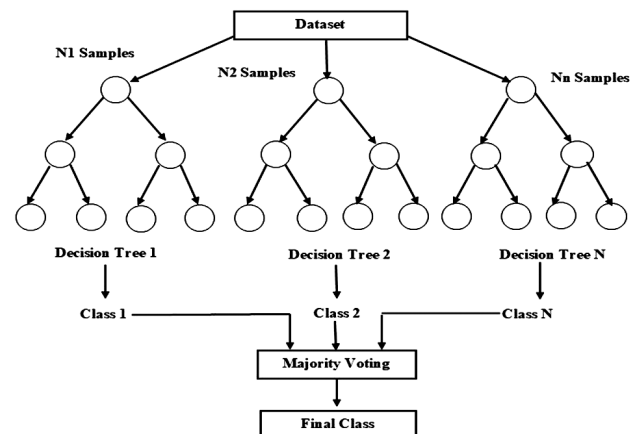 Dataset
N1 Samples
N2 Samples
Nn Samples
Decision Tree 1
Decision Tree 2
Decision Tree N
Class 1
Class 2
Class N
Majority Voting
Final Class